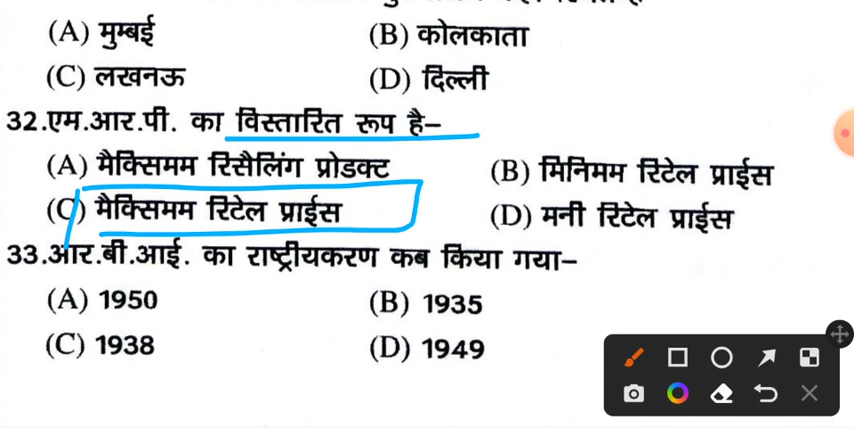 (A) मुम्बई (B) कोलकाता
(C) लखनऊ (D) दिल्ली
32.एम.आर.पी. का विस्तारित रूप है–
(A) मैक्सिमम रिसैलिंग प्रोडक्ट (B) मिनिमम रिटेल प्राईस
(C) मैक्सिमम रिटेल प्राईस (D) मनी रिटेल प्राईस
33.आर.बी.आई. का राष्ट्रीयकरण कब किया गया–
(A) 1950 (B) 1935
(C) 1938 (D) 1949